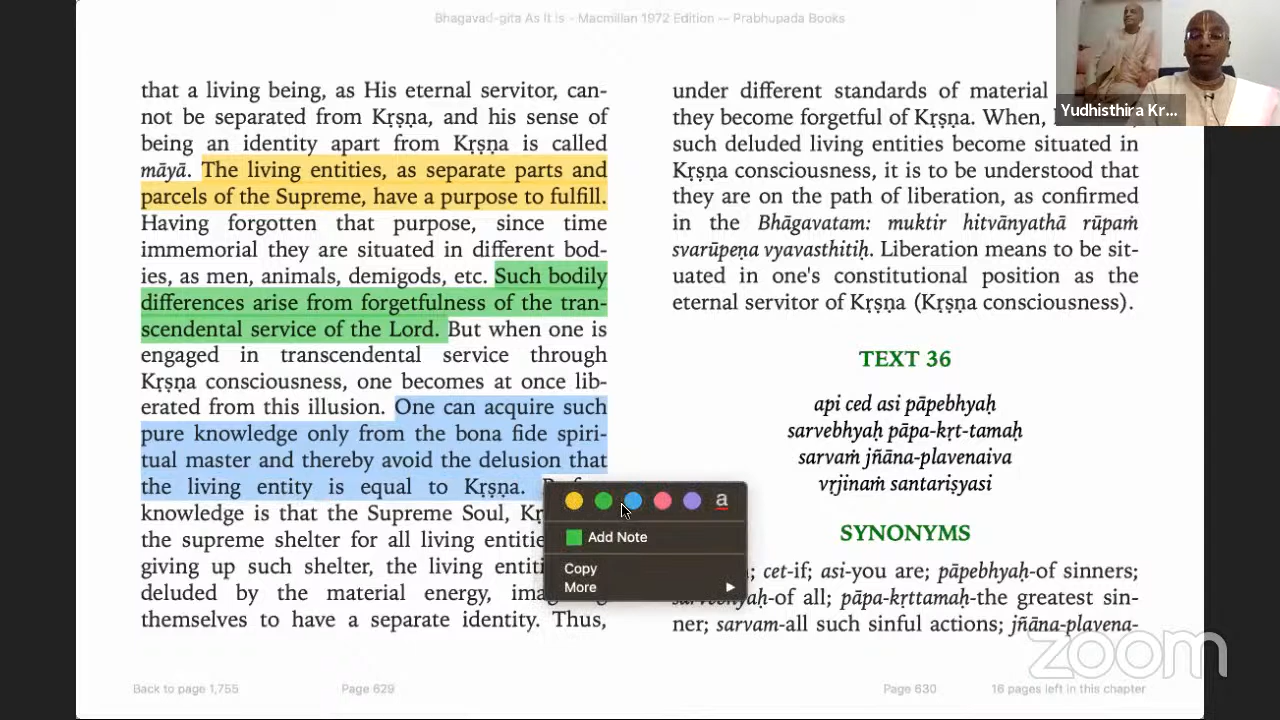 Bhagavad-gita As It is - Macmillan 1972 Edition -- Prabhupada Books
that a living being, as His eternal servitor, can-
not be separated from Kṛṣṇa, and his sense of
being an identity apart from Kṛṣṇa is called
māyā. The living entities, as separate parts and
parcels of the Supreme, have a purpose to fulfill.
Having forgotten that purpose, since time
immemorial they are situated in different bod-
ies, as men, animals, demigods, etc. Such bodily
differences arise from forgetfulness of the tran-
scendental service of the Lord. But when one is
engaged in transcendental service through
Kṛṣṇa consciousness, one becomes at once lib-
erated from this illusion. One can acquire such
pure knowledge only from the bona fide spiri-
tual master and thereby avoid the delusion that
the living entity is equal to Kṛṣṇa.
knowledge is that the Supreme Soul,
the supreme shelter for all living
giving up such shelter, the living
deluded by the material energy,
themselves to have a separate identity. Thus,
Add Note
Copy
More
under different standards of material
they become forgetful of Kṛṣṇa. When,
such deluded living entities become situated in
Kṛṣṇa consciousness, it is to be understood that
they are on the path of liberation, as confirmed
in the Bhāgavatam: muktir hitvānyathā rūpaṁ
svarūpeṇa vyavasthitiḥ. Liberation means to be sit-
uated in one's constitutional position as the
eternal servitor of Kṛṣṇa (Kṛṣṇa consciousness).
TEXT 36
api ced asi pāpebhyaḥ
sarvebhyaḥ pāpa-kṛt-tamaḥ
sarvaṁ jñāna-plavenaiva
vṛjinaṁ santariṣyasi
SYNONYMS
cet-if; asi-you are; pāpebhyaḥ-of sinners;
sarvebhyaḥ-of all; pāpa-kṛttamaḥ-the greatest sin-
ner; sarvam-all such sinful actions; jñāna-plavena-
Back to page 1,755
Page 629
Page 630
16 pages left in this chapter
Yudhisthira Kr...
a
zoom